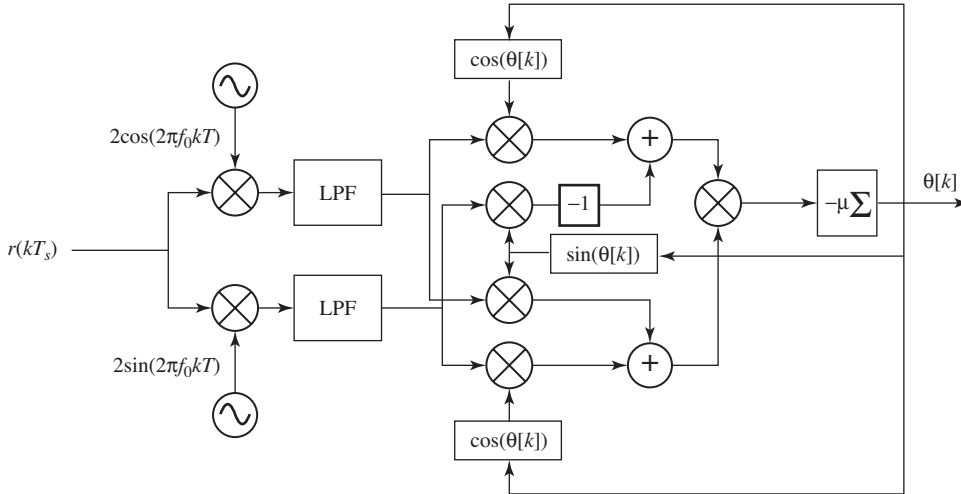 cos(θ[k])
2cos(2πf₀kT)
LPF
+
−1
−μΣ
θ[k]
r(kTₛ)
sin(θ[k])
LPF
2sin(2πf₀kT)
+
cos(θ[k])